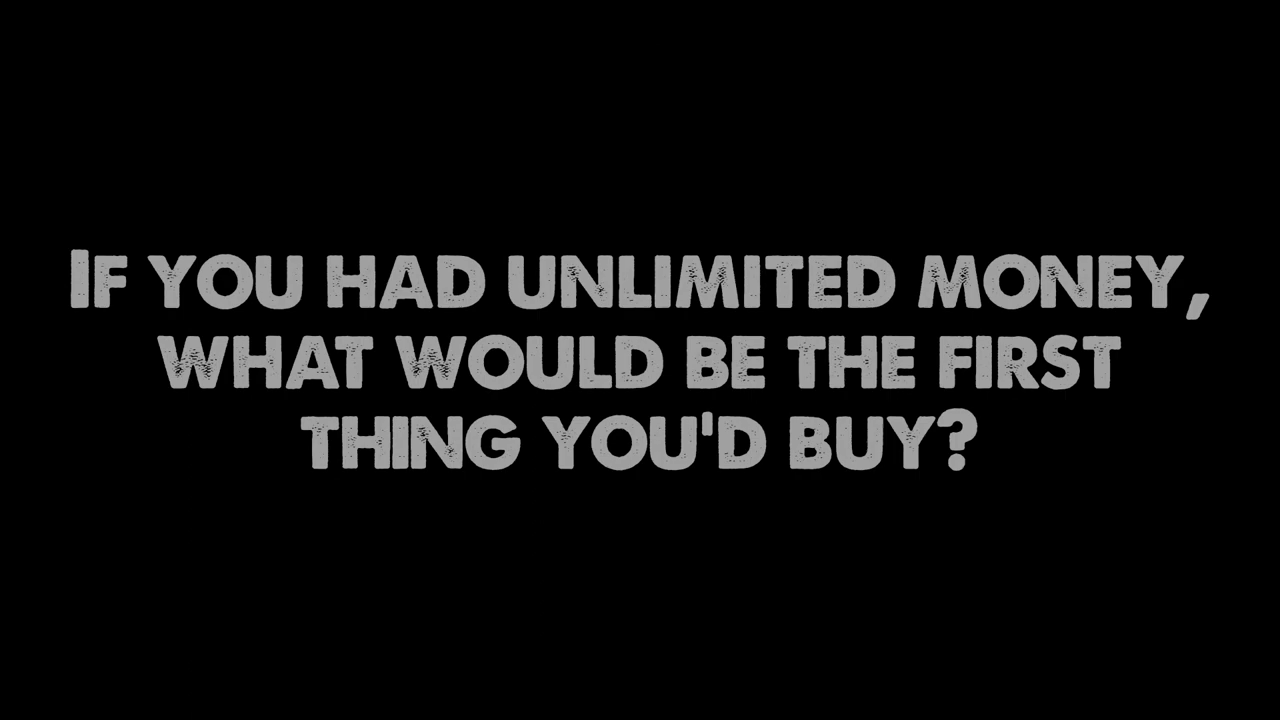 If you had unlimited money,
what would be the first
thing you'd buy?